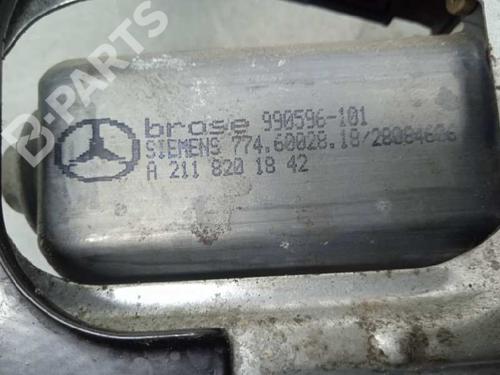 B-PARTS
brose 990596-101
SIEMENS 774.60028.18/28084606
A 211 820 18 42